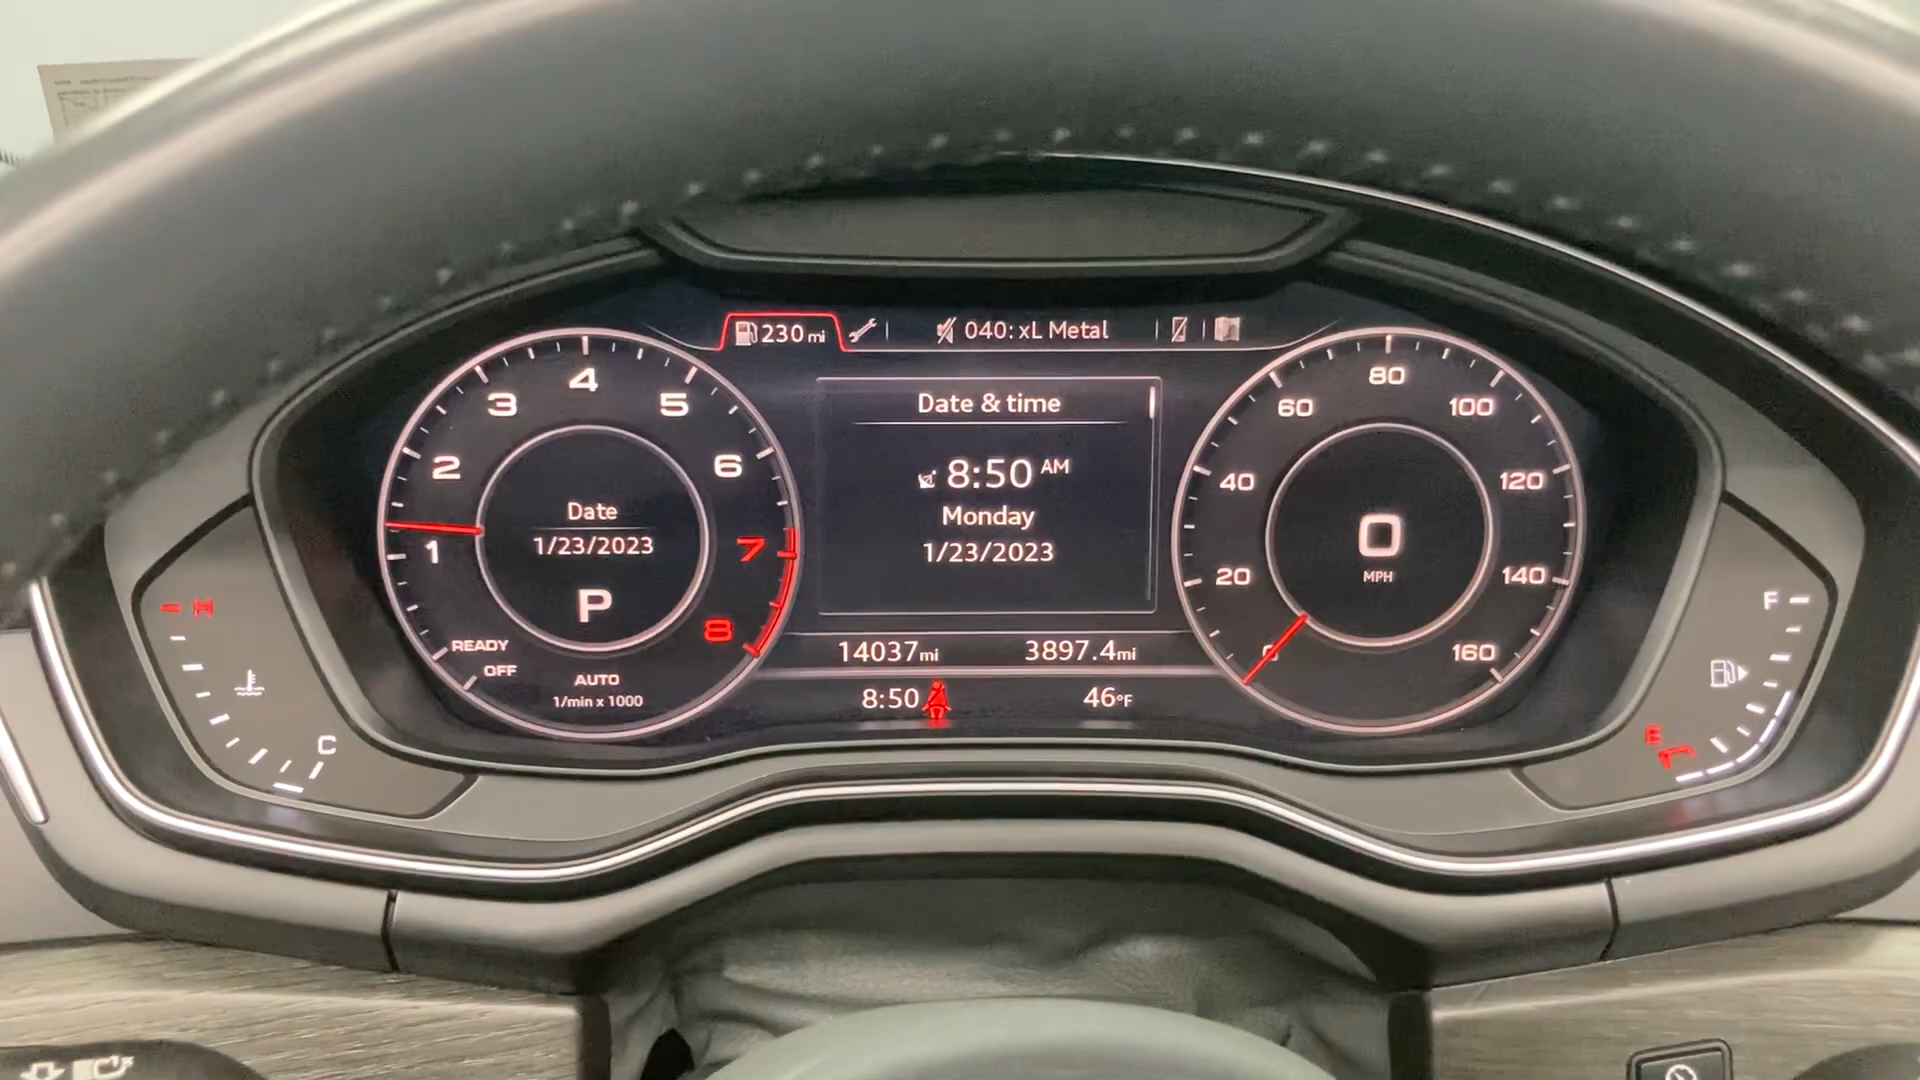 230 mi
040: xL Metal
Date & time
8:50 AM
Monday
1/23/2023
14037 mi
3897.4 mi
8:50
46°F
1
2
3
4
5
6
7
8
Date
1/23/2023
P
READY
OFF
AUTO
1/min x 1000
0
20
40
60
80
100
120
140
160
0
MPH
H
C
F
E